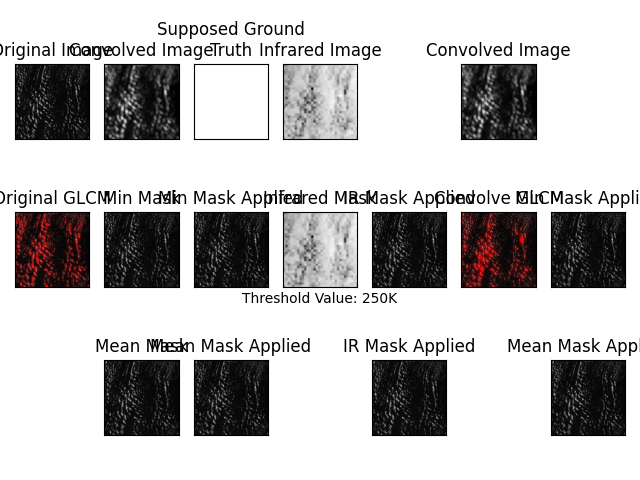 Supposed Ground
Original Image
Convolved Image
Truth
Infrared Image
Convolved Image
Original GLCM
Min Mask
Min Mask Applied
Infrared Mask
IR Mask Applied
Convolve GLCM
Min Mask Appli
Threshold Value: 250K
Mean Mask
Mean Mask Applied
IR Mask Applied
Mean Mask Appl